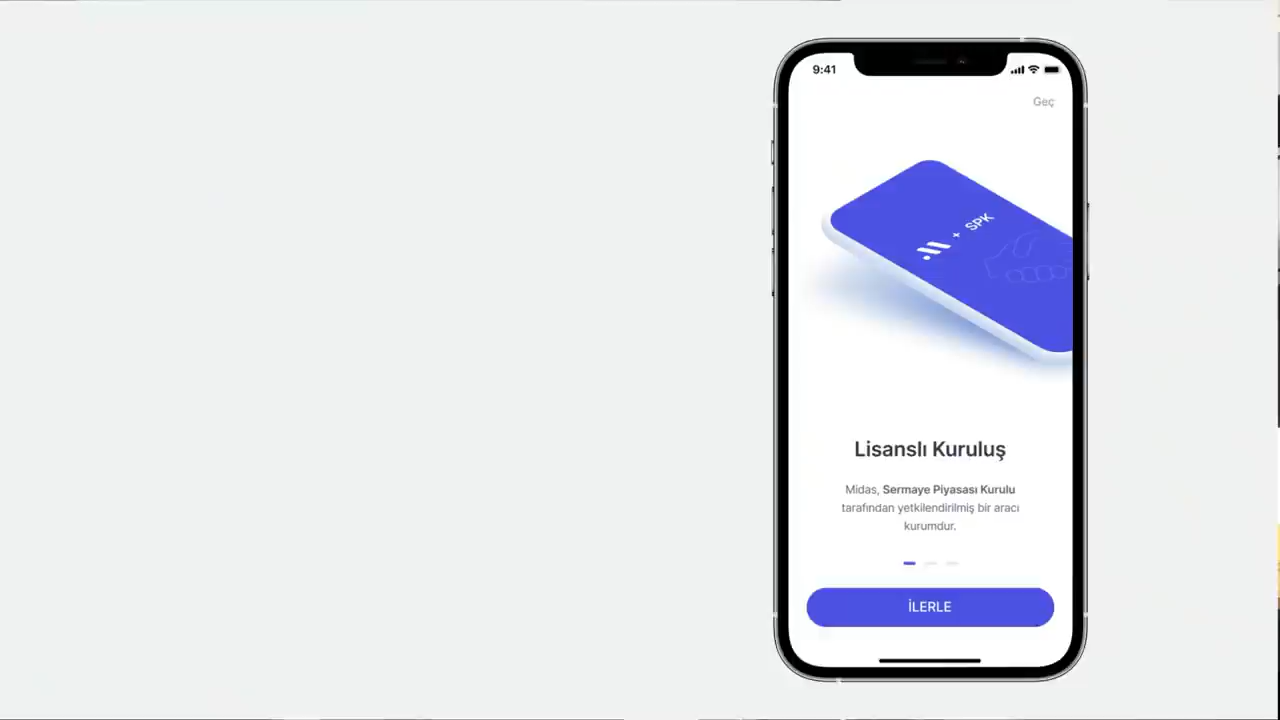 9:41
Geç
+ SPK
Lisanslı Kuruluş
Midas, Sermaye Piyasası Kurulu
tarafından yetkilendirilmiş bir aracı
kurumdur.
İLERLE